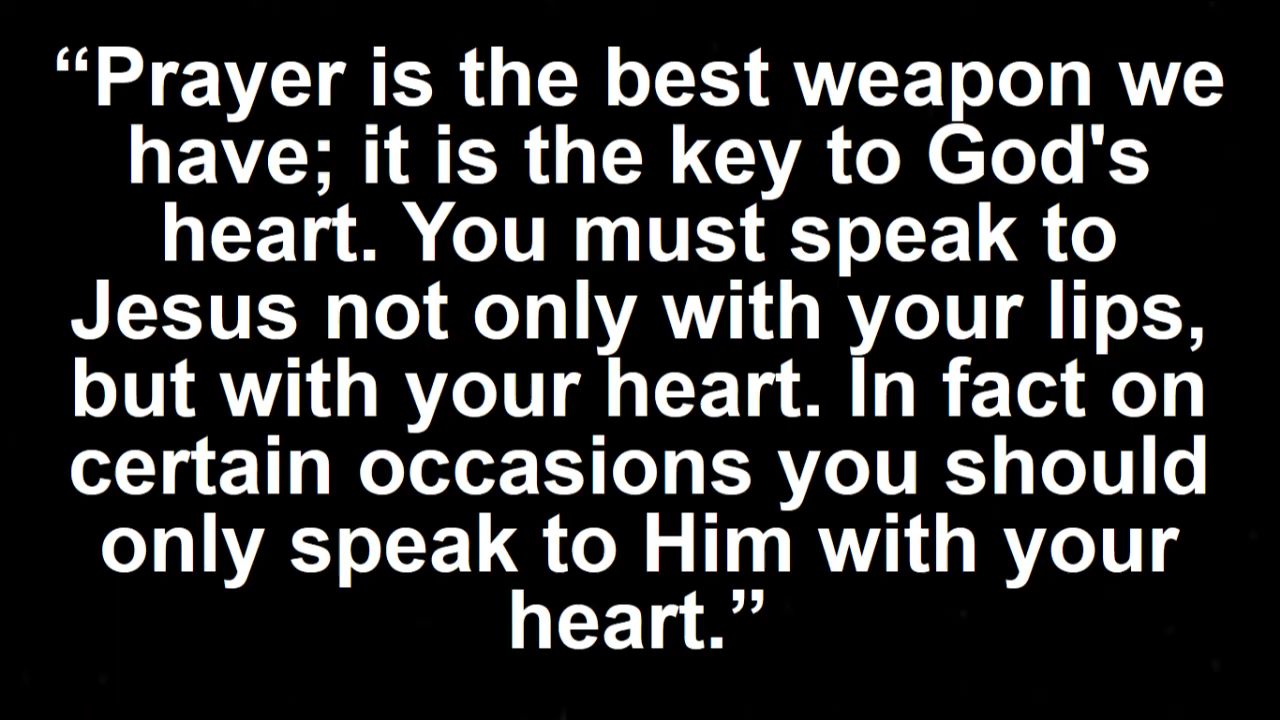 “Prayer is the best weapon we
have; it is the key to God's
heart. You must speak to
Jesus not only with your lips,
but with your heart. In fact on
certain occasions you should
only speak to Him with your
heart.”